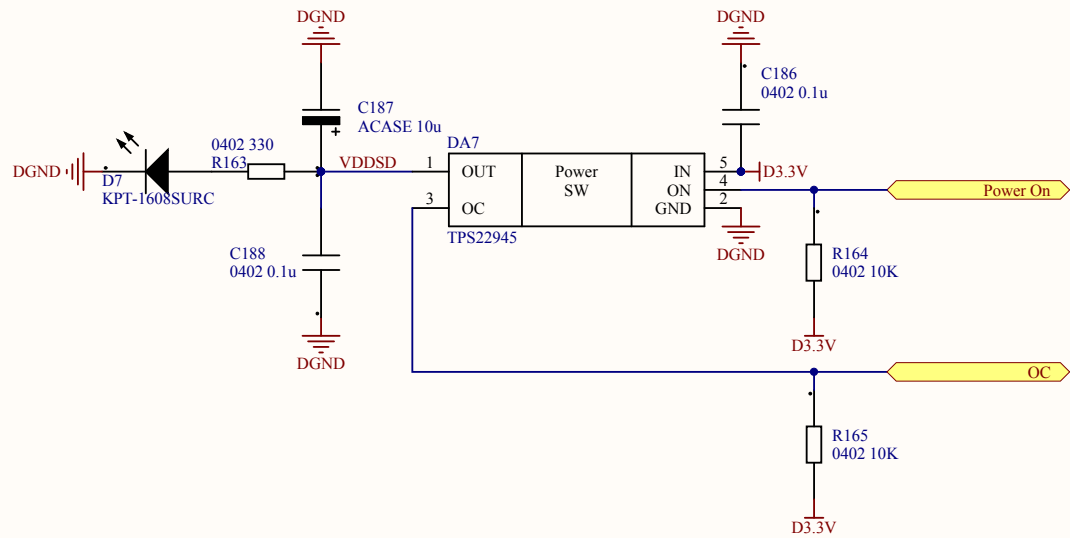 DGND
DGND
C187
ACASE 10u
C186
0402 0.1u
0402 330
R163
DGND
D7
KPT-1608SURC
VDDSD
DA7
1
OUT
Power
SW
IN
5
D3.3V
ON
4
Power On
3
OC
GND
2
TPS22945
DGND
C188
0402 0.1u
R164
0402 10K
DGND
D3.3V
OC
R165
0402 10K
D3.3V